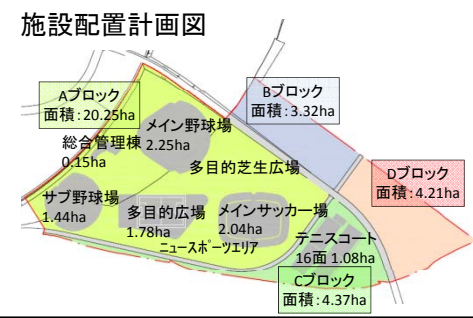 施設配置計画図
Aブロック
面積：20.25ha
Bブロック
面積：3.32ha
メイン野球場
2.25ha
総合管理棟
0.15ha
多目的芝生広場
Dブロック
面積：4.21ha
サブ野球場
1.44ha
多目的広場
1.78ha
メインサッカー場
2.04ha
ニュースポーツエリア
テニスコート
16面 1.08ha
Cブロック
面積：4.37ha